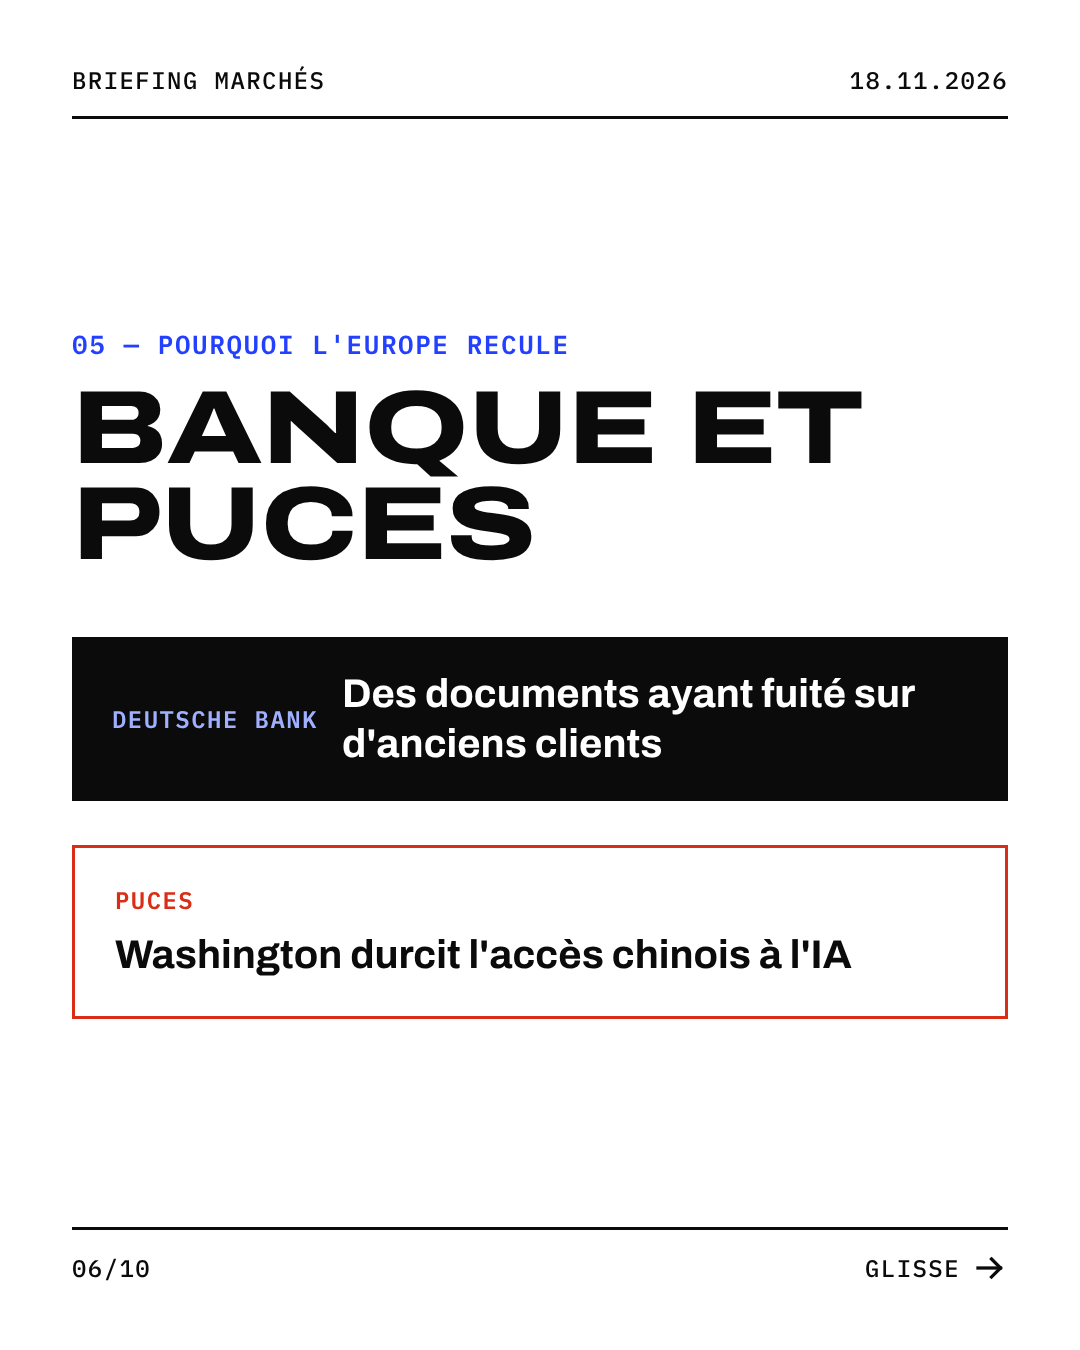 BRIEFING MARCHÉS
18.11.2026
05 — POURQUOI L'EUROPE RECULE
BANQUE ET
PUCES
DEUTSCHE BANK
Des documents ayant fuité sur
d'anciens clients
PUCES
Washington durcit l'accès chinois à l'IA
06/10
GLISSE →